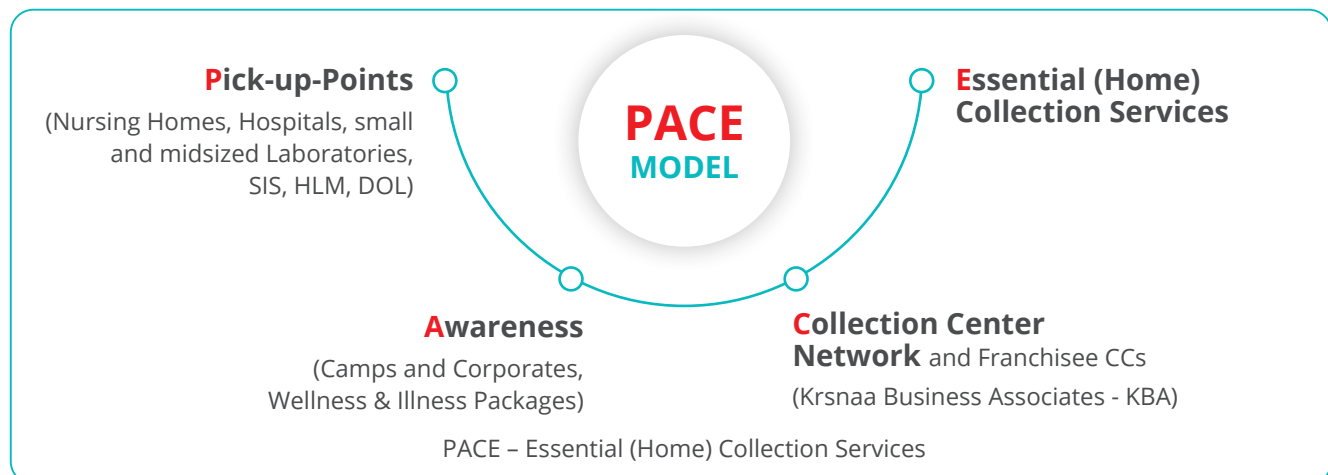 Pick-up-Points
(Nursing Homes, Hospitals, small
and midsized Laboratories,
SIS, HLM, DOL)
PACE
MODEL
Essential (Home)
Collection Services
Awareness
(Camps and Corporates,
Wellness & Illness Packages)
Collection Center
Network and Franchisee CCs
(Krsnaa Business Associates - KBA)
PACE – Essential (Home) Collection Services